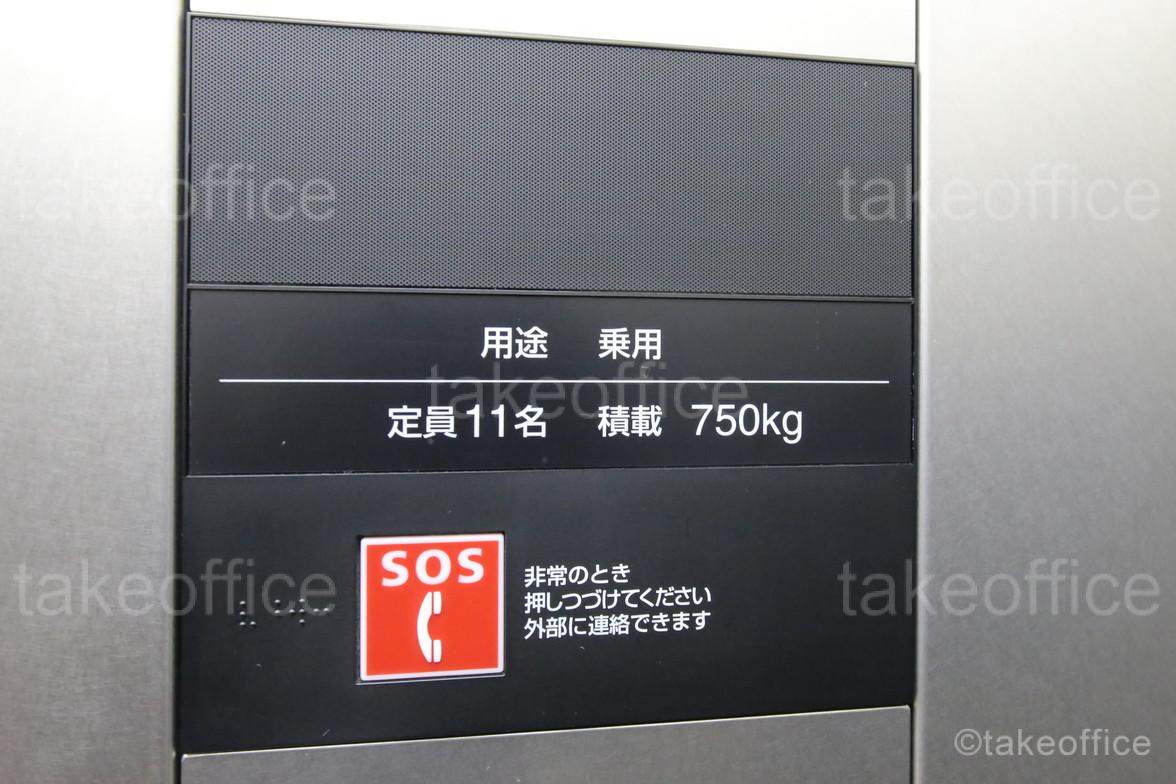 takeoffice takeoffice
用途 乗用
takeoffice
定員11名 積載 750kg
SOS
非常のとき
押しつづけてください
外部に連絡できます
takeoffice takeoffice
©takeoffice